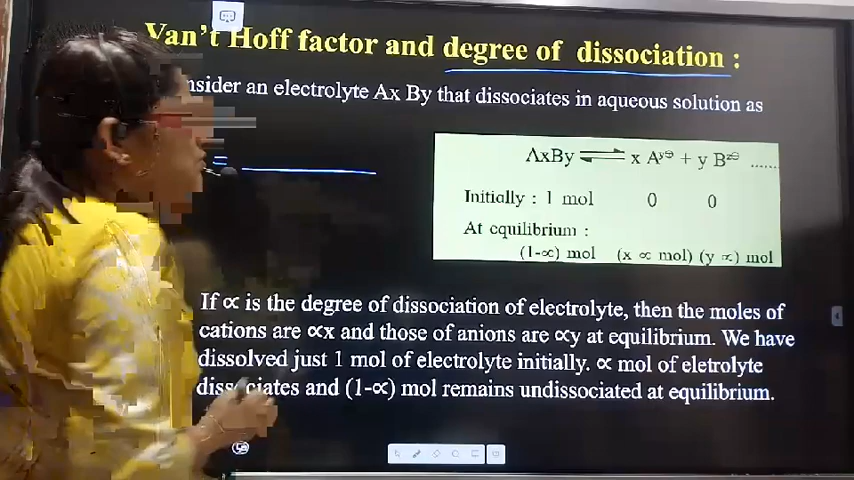 Van't Hoff factor and degree of dissociation :
nsider an electrolyte Ax By that dissociates in aqueous solution as
AxBy ⇌ x A^y⊖ + y B^z⊖ ......
Initially : 1 mol 0 0
At cquilibrium :
(1-∝) mol (x ∝ mol) (y ∝) mol
If ∝ is the degree of dissociation of electrolyte, then the moles of
cations are ∝x and those of anions are ∝y at equilibrium. We have
dissolved just 1 mol of electrolyte initially. ∝ mol of eletrolyte
dissociates and (1-∝) mol remains undissociated at equilibrium.